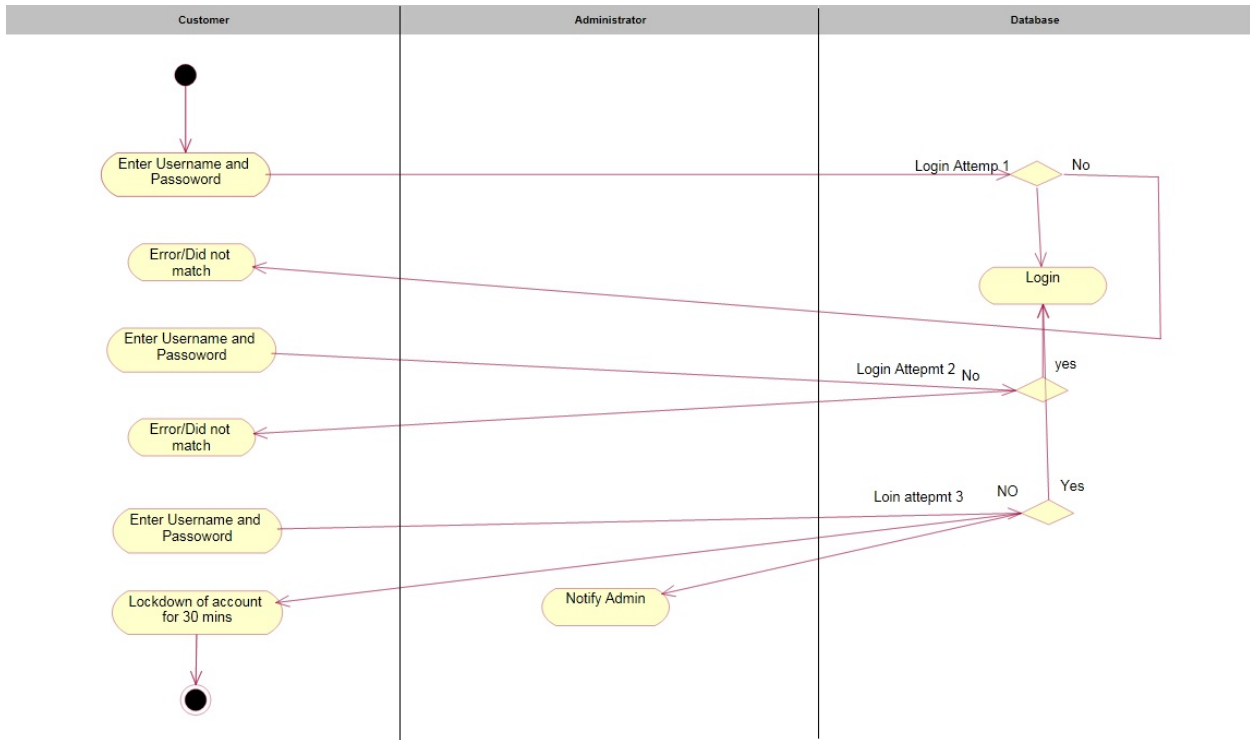 Customer
Administrator
Database
Enter Username and
Passoword
Login Attemp 1
No
Error/Did not
match
Login
Enter Username and
Passoword
Login Attepmt 2
No
yes
Error/Did not
match
Enter Username and
Passoword
Loin attepmt 3
NO
Yes
Lockdown of account
for 30 mins
Notify Admin